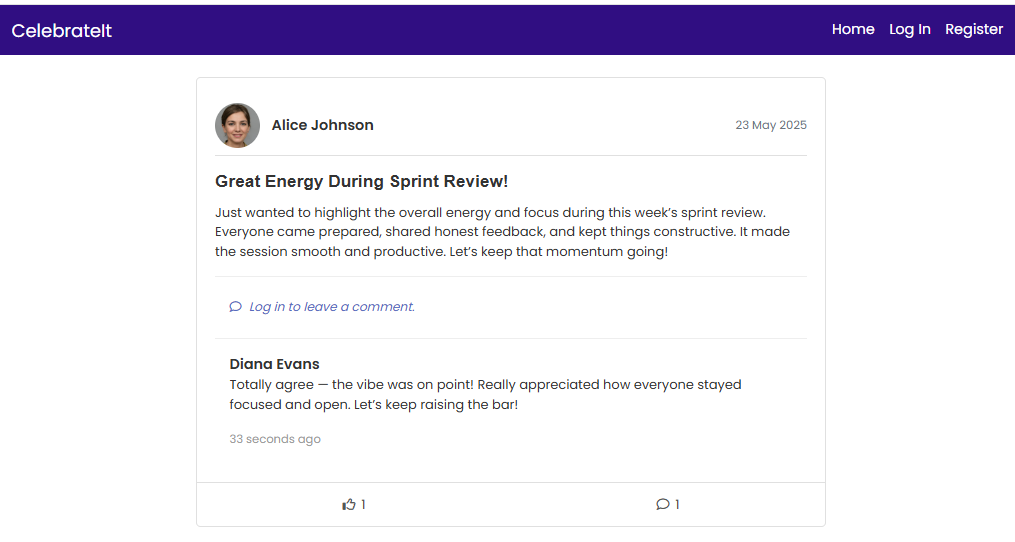 CelebrateIt
Home Log In Register
Alice Johnson
23 May 2025
Great Energy During Sprint Review!
Just wanted to highlight the overall energy and focus during this week’s sprint review.
Everyone came prepared, shared honest feedback, and kept things constructive. It made
the session smooth and productive. Let’s keep that momentum going!
Log in to leave a comment.
Diana Evans
Totally agree — the vibe was on point! Really appreciated how everyone stayed
focused and open. Let’s keep raising the bar!
33 seconds ago
1
1